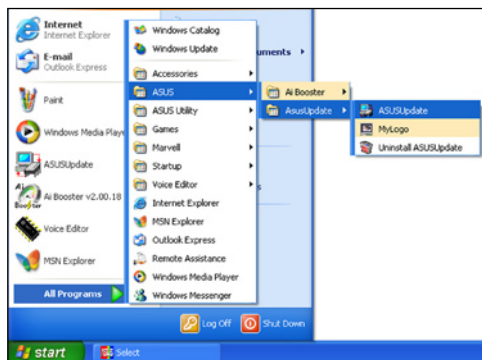 Internet
Internet Explorer
E-mail
Outlook Express
Paint
Windows Media Play
ASUSUpdate
Ai Booster v2.00.18
Voice Editor
MSN Explorer
All Programs
Windows Catalog
Windows Update
Accessories
ASUS
ASUS Utility
Games
Marvell
Startup
Voice Editor
Internet Explorer
MSN Explorer
Outlook Express
Remote Assistance
Windows Media Player
Windows Messenger
uments
s
Ai Booster
AsusUpdate
ASUSUpdate
MyLogo
Uninstall ASUSUpdate
Log Off
Shut Down
start
Select